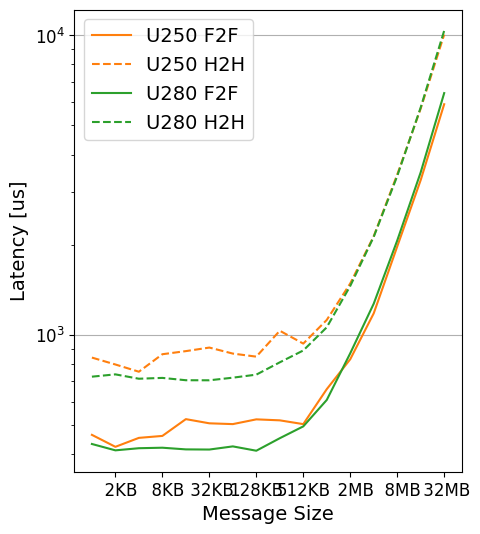 U250 F2F
U250 H2H
U280 F2F
U280 H2H
10^4
10^3
Latency [us]
2KB 8KB 32KB 128KB 512KB 2MB 8MB 32MB
Message Size